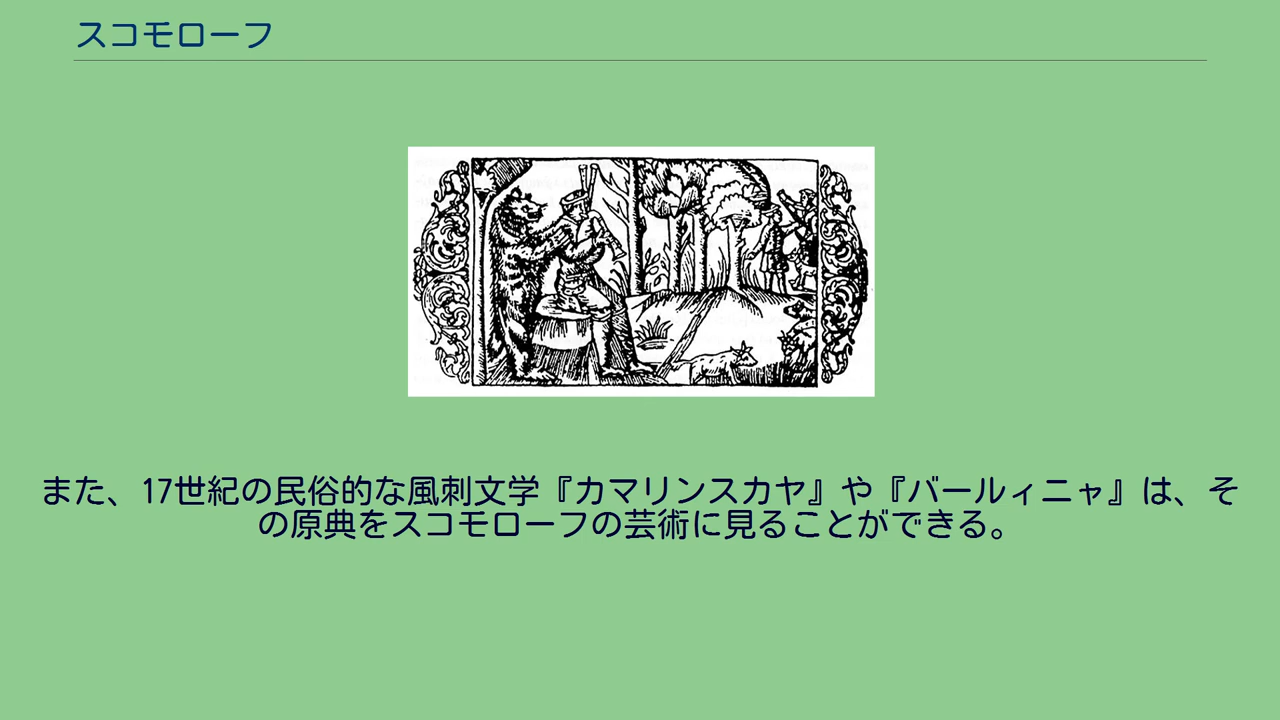 スコモローフ
また、17世紀の民俗的な風刺文学『カマリンスカヤ』や『バールィニャ』は、そ
の原典をスコモローフの芸術に見ることができる。